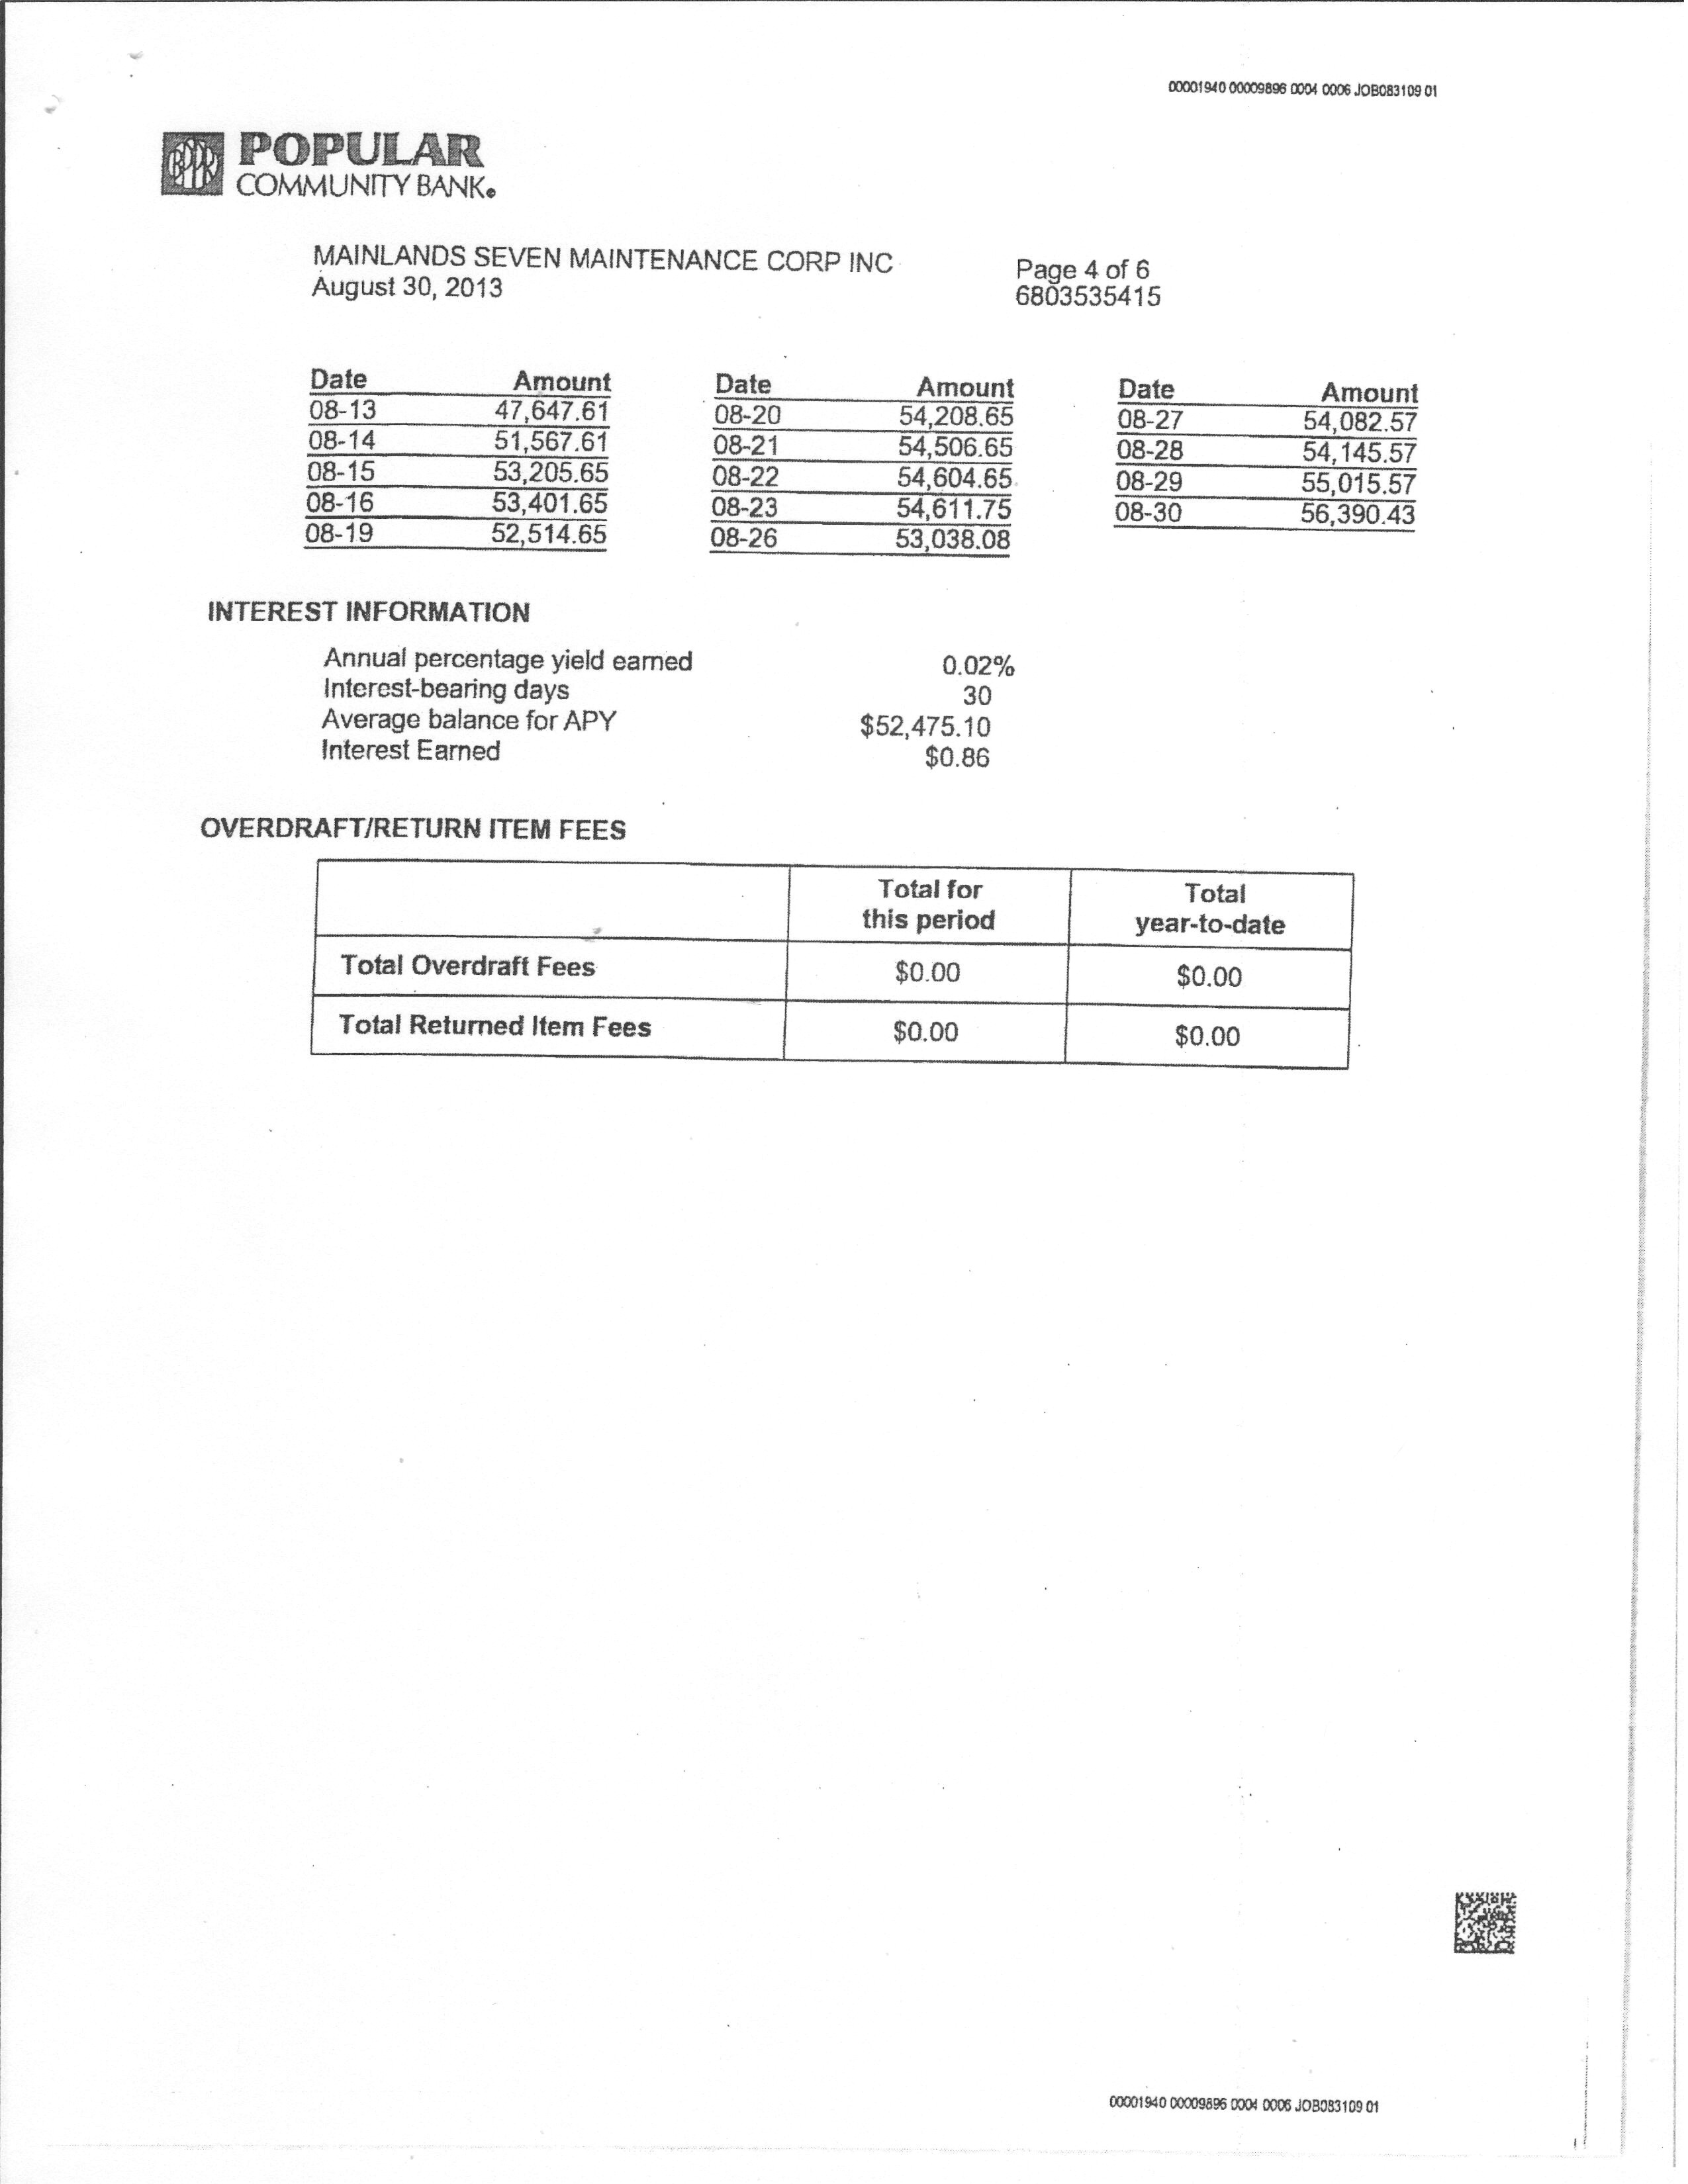 00001940 00009896 0004 0006 JOB083109 01
POPULAR
COMMUNITY BANK.
MAINLANDS SEVEN MAINTENANCE CORP INC
August 30, 2013
Page 4 of 6
6803535415
Date Amount Date Amount Date Amount
08-13 47,647.61 08-20 54,208.65 08-27 54,082.57
08-14 51,567.61 08-21 54,506.65 08-28 54,145.57
08-15 53,205.65 08-22 54,604.65 08-29 55,015.57
08-16 53,401.65 08-23 54,611.75 08-30 56,390.43
08-19 52,514.65 08-26 53,038.08
INTEREST INFORMATION
Annual percentage yield earned 0.02%
Interest-bearing days 30
Average balance for APY $52,475.10
Interest Earned $0.86
OVERDRAFT/RETURN ITEM FEES
Total for Total
this period year-to-date
Total Overdraft Fees $0.00 $0.00
Total Returned Item Fees $0.00 $0.00
00001940 00009896 0004 0006 JOB083109 01